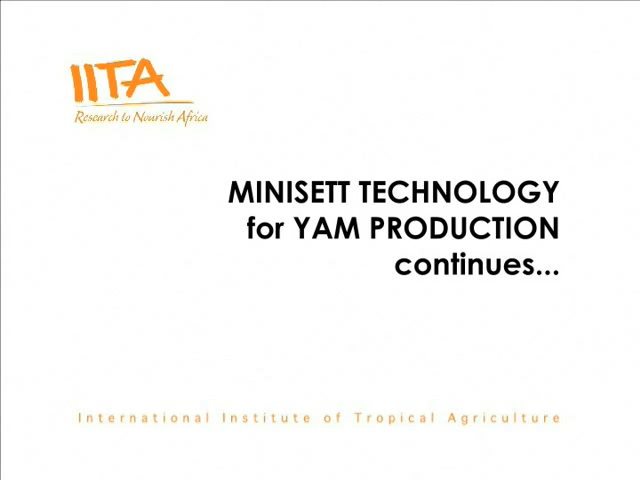 IITA
Research to Nourish Africa
MINISETT TECHNOLOGY
for YAM PRODUCTION
continues...
International Institute of Tropical Agriculture